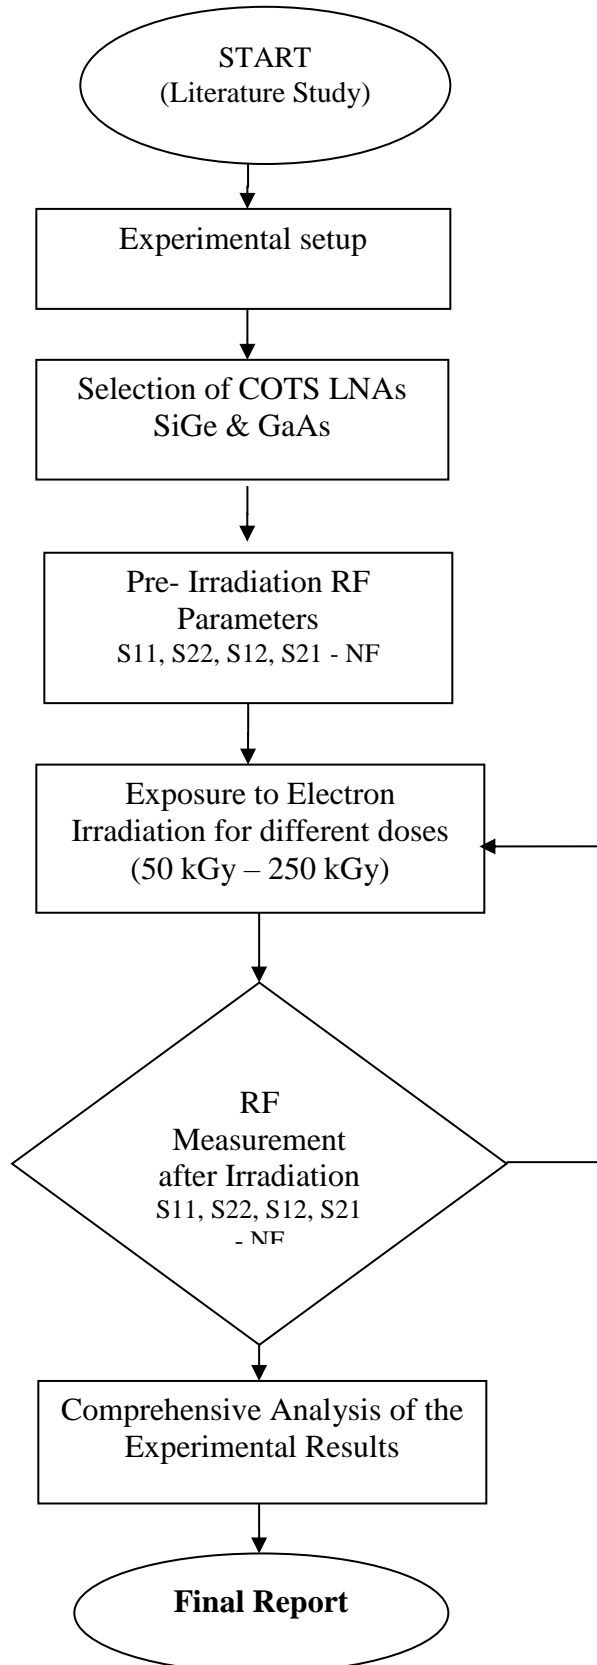 START
(Literature Study)
Experimental setup
Selection of COTS LNAs
SiGe & GaAs
Pre- Irradiation RF
Parameters
S11, S22, S12, S21 - NF
Exposure to Electron
Irradiation for different doses
(50 kGy – 250 kGy)
RF
Measurement
after Irradiation
S11, S22, S12, S21
- NF
Comprehensive Analysis of the
Experimental Results
Final Report